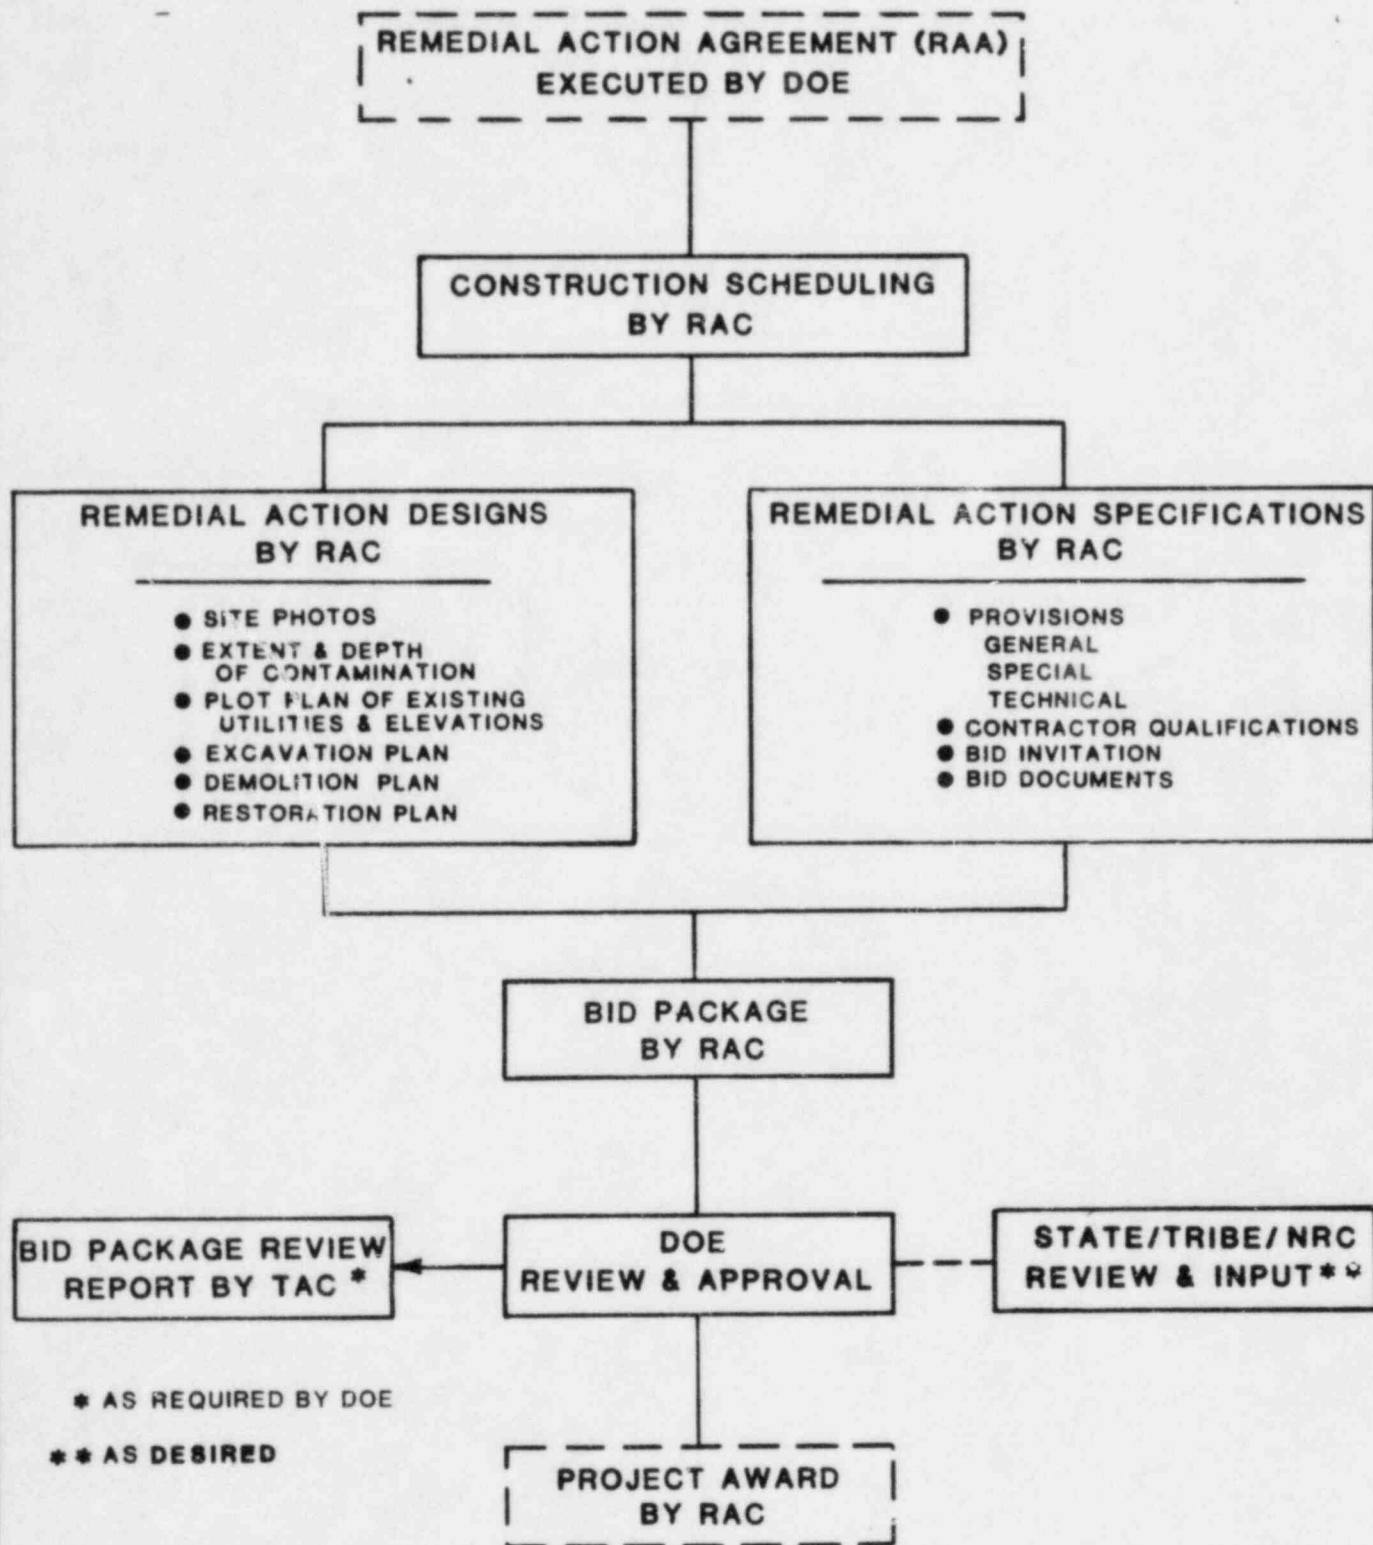 REMEDIAL ACTION AGREEMENT (RAA)
EXECUTED BY DOE
CONSTRUCTION SCHEDULING
BY RAC
REMEDIAL ACTION DESIGNS
BY RAC
● SITE PHOTOS
● EXTENT & DEPTH
OF CONTAMINATION
● PLOT PLAN OF EXISTING
UTILITIES & ELEVATIONS
● EXCAVATION PLAN
● DEMOLITION PLAN
● RESTORATION PLAN
REMEDIAL ACTION SPECIFICATIONS
BY RAC
● PROVISIONS
GENERAL
SPECIAL
TECHNICAL
● CONTRACTOR QUALIFICATIONS
● BID INVITATION
● BID DOCUMENTS
BID PACKAGE
BY RAC
BID PACKAGE REVIEW
REPORT BY TAC *
DOE
REVIEW & APPROVAL
STATE/TRIBE/NRC
REVIEW & INPUT**
* AS REQUIRED BY DOE
** AS DESIRED
PROJECT AWARD
BY RAC